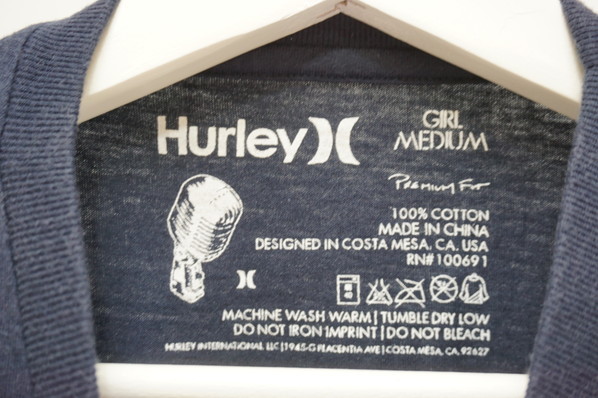 Hurley
GIRL
MEDIUM
PREMIUM FIT
100% COTTON
MADE IN CHINA
DESIGNED IN COSTA MESA, CA. USA
RN#100691
MACHINE WASH WARM | TUMBLE DRY LOW
DO NOT IRON IMPRINT | DO NOT BLEACH
HURLEY INTERNATIONAL LLC | 1945-G PLACENTIA AVE | COSTA MESA, CA. 92627